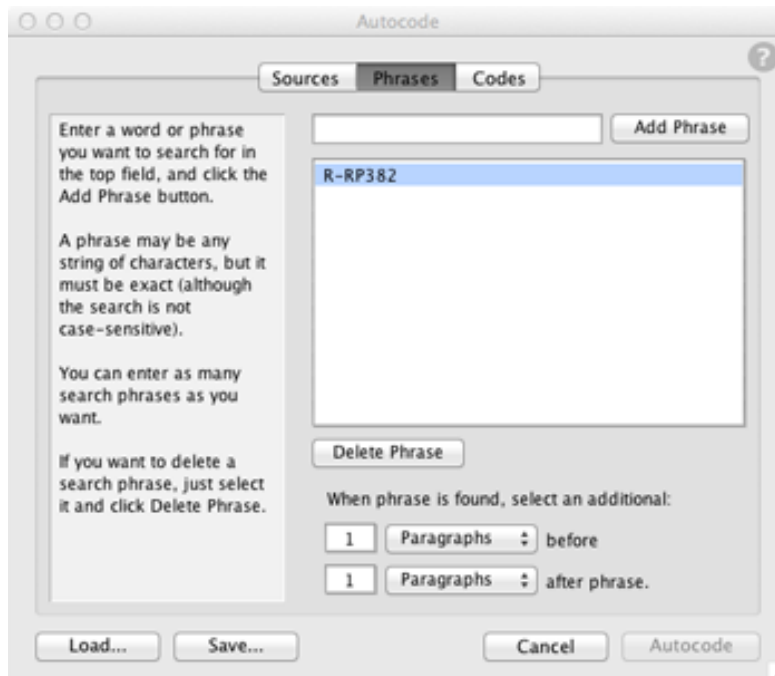 Autocode
?
Sources Phrases Codes
Enter a word or phrase
you want to search for in
the top field, and click the
Add Phrase button.
A phrase may be any
string of characters, but it
must be exact (although
the search is not
case-sensitive).
You can enter as many
search phrases as you
want.
If you want to delete a
search phrase, just select
it and click Delete Phrase.
Add Phrase
R-RP382
Delete Phrase
When phrase is found, select an additional:
1 Paragraphs before
1 Paragraphs after phrase.
Load... Save... Cancel Autocode